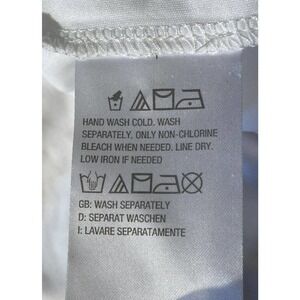 HAND WASH COLD. WASH
SEPARATELY. ONLY NON-CHLORINE
BLEACH WHEN NEEDED. LINE DRY.
LOW IRON IF NEEDED
GB: WASH SEPARATELY
D: SEPARAT WASCHEN
I: LAVARE SEPARATAMENTE